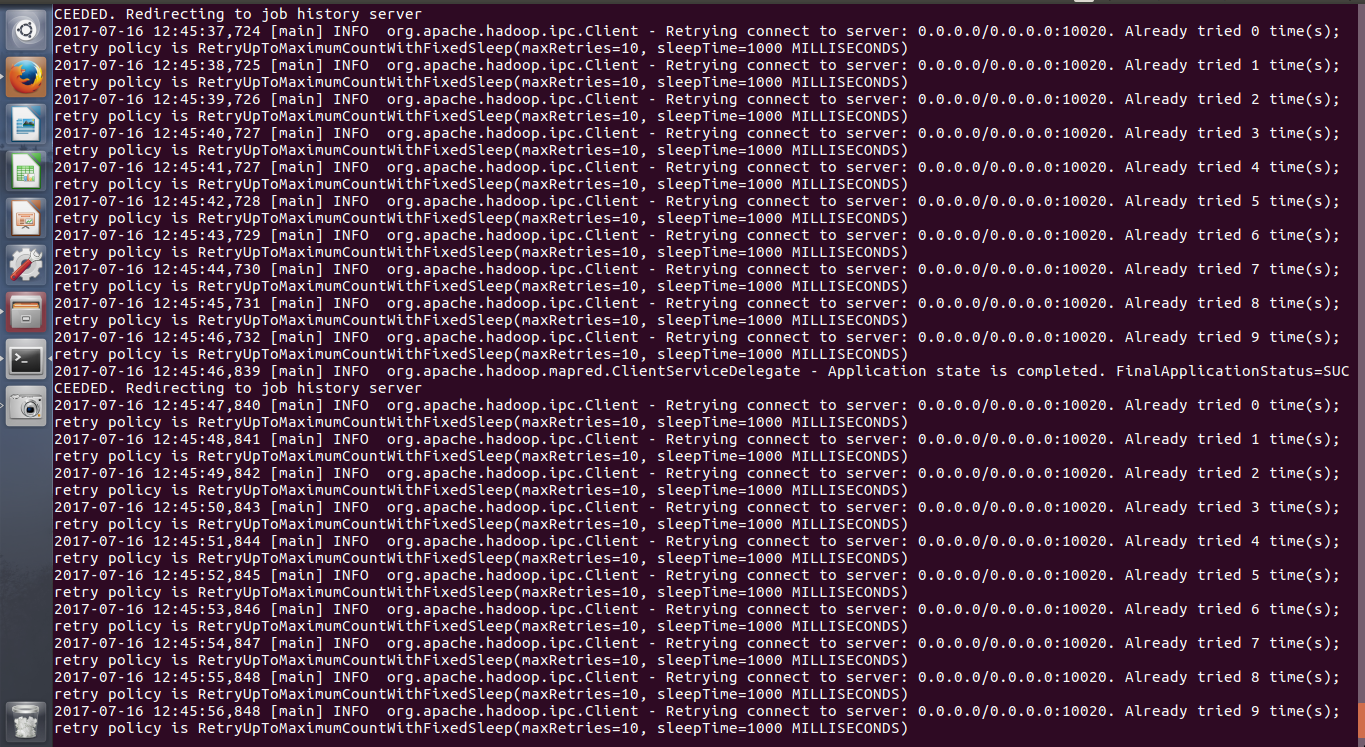 CEEDED. Redirecting to job history server
2017-07-16 12:45:37,724 [main] INFO  org.apache.hadoop.ipc.Client - Retrying connect to server: 0.0.0.0/0.0.0.0:10020. Already tried 0 time(s);
retry policy is RetryUpToMaximumCountWithFixedSleep(maxRetries=10, sleepTime=1000 MILLISECONDS)
2017-07-16 12:45:38,725 [main] INFO  org.apache.hadoop.ipc.Client - Retrying connect to server: 0.0.0.0/0.0.0.0:10020. Already tried 1 time(s);
retry policy is RetryUpToMaximumCountWithFixedSleep(maxRetries=10, sleepTime=1000 MILLISECONDS)
2017-07-16 12:45:39,726 [main] INFO  org.apache.hadoop.ipc.Client - Retrying connect to server: 0.0.0.0/0.0.0.0:10020. Already tried 2 time(s);
retry policy is RetryUpToMaximumCountWithFixedSleep(maxRetries=10, sleepTime=1000 MILLISECONDS)
2017-07-16 12:45:40,727 [main] INFO  org.apache.hadoop.ipc.Client - Retrying connect to server: 0.0.0.0/0.0.0.0:10020. Already tried 3 time(s);
retry policy is RetryUpToMaximumCountWithFixedSleep(maxRetries=10, sleepTime=1000 MILLISECONDS)
2017-07-16 12:45:41,727 [main] INFO  org.apache.hadoop.ipc.Client - Retrying connect to server: 0.0.0.0/0.0.0.0:10020. Already tried 4 time(s);
retry policy is RetryUpToMaximumCountWithFixedSleep(maxRetries=10, sleepTime=1000 MILLISECONDS)
2017-07-16 12:45:42,728 [main] INFO  org.apache.hadoop.ipc.Client - Retrying connect to server: 0.0.0.0/0.0.0.0:10020. Already tried 5 time(s);
retry policy is RetryUpToMaximumCountWithFixedSleep(maxRetries=10, sleepTime=1000 MILLISECONDS)
2017-07-16 12:45:43,729 [main] INFO  org.apache.hadoop.ipc.Client - Retrying connect to server: 0.0.0.0/0.0.0.0:10020. Already tried 6 time(s);
retry policy is RetryUpToMaximumCountWithFixedSleep(maxRetries=10, sleepTime=1000 MILLISECONDS)
2017-07-16 12:45:44,730 [main] INFO  org.apache.hadoop.ipc.Client - Retrying connect to server: 0.0.0.0/0.0.0.0:10020. Already tried 7 time(s);
retry policy is RetryUpToMaximumCountWithFixedSleep(maxRetries=10, sleepTime=1000 MILLISECONDS)
2017-07-16 12:45:45,731 [main] INFO  org.apache.hadoop.ipc.Client - Retrying connect to server: 0.0.0.0/0.0.0.0:10020. Already tried 8 time(s);
retry policy is RetryUpToMaximumCountWithFixedSleep(maxRetries=10, sleepTime=1000 MILLISECONDS)
2017-07-16 12:45:46,732 [main] INFO  org.apache.hadoop.ipc.Client - Retrying connect to server: 0.0.0.0/0.0.0.0:10020. Already tried 9 time(s);
retry policy is RetryUpToMaximumCountWithFixedSleep(maxRetries=10, sleepTime=1000 MILLISECONDS)
2017-07-16 12:45:46,839 [main] INFO  org.apache.hadoop.mapred.ClientServiceDelegate - Application state is completed. FinalApplicationStatus=SUC
CEEDED. Redirecting to job history server
2017-07-16 12:45:47,840 [main] INFO  org.apache.hadoop.ipc.Client - Retrying connect to server: 0.0.0.0/0.0.0.0:10020. Already tried 0 time(s);
retry policy is RetryUpToMaximumCountWithFixedSleep(maxRetries=10, sleepTime=1000 MILLISECONDS)
2017-07-16 12:45:48,841 [main] INFO  org.apache.hadoop.ipc.Client - Retrying connect to server: 0.0.0.0/0.0.0.0:10020. Already tried 1 time(s);
retry policy is RetryUpToMaximumCountWithFixedSleep(maxRetries=10, sleepTime=1000 MILLISECONDS)
2017-07-16 12:45:49,842 [main] INFO  org.apache.hadoop.ipc.Client - Retrying connect to server: 0.0.0.0/0.0.0.0:10020. Already tried 2 time(s);
retry policy is RetryUpToMaximumCountWithFixedSleep(maxRetries=10, sleepTime=1000 MILLISECONDS)
2017-07-16 12:45:50,843 [main] INFO  org.apache.hadoop.ipc.Client - Retrying connect to server: 0.0.0.0/0.0.0.0:10020. Already tried 3 time(s);
retry policy is RetryUpToMaximumCountWithFixedSleep(maxRetries=10, sleepTime=1000 MILLISECONDS)
2017-07-16 12:45:51,844 [main] INFO  org.apache.hadoop.ipc.Client - Retrying connect to server: 0.0.0.0/0.0.0.0:10020. Already tried 4 time(s);
retry policy is RetryUpToMaximumCountWithFixedSleep(maxRetries=10, sleepTime=1000 MILLISECONDS)
2017-07-16 12:45:52,845 [main] INFO  org.apache.hadoop.ipc.Client - Retrying connect to server: 0.0.0.0/0.0.0.0:10020. Already tried 5 time(s);
retry policy is RetryUpToMaximumCountWithFixedSleep(maxRetries=10, sleepTime=1000 MILLISECONDS)
2017-07-16 12:45:53,846 [main] INFO  org.apache.hadoop.ipc.Client - Retrying connect to server: 0.0.0.0/0.0.0.0:10020. Already tried 6 time(s);
retry policy is RetryUpToMaximumCountWithFixedSleep(maxRetries=10, sleepTime=1000 MILLISECONDS)
2017-07-16 12:45:54,847 [main] INFO  org.apache.hadoop.ipc.Client - Retrying connect to server: 0.0.0.0/0.0.0.0:10020. Already tried 7 time(s);
retry policy is RetryUpToMaximumCountWithFixedSleep(maxRetries=10, sleepTime=1000 MILLISECONDS)
2017-07-16 12:45:55,848 [main] INFO  org.apache.hadoop.ipc.Client - Retrying connect to server: 0.0.0.0/0.0.0.0:10020. Already tried 8 time(s);
retry policy is RetryUpToMaximumCountWithFixedSleep(maxRetries=10, sleepTime=1000 MILLISECONDS)
2017-07-16 12:45:56,848 [main] INFO  org.apache.hadoop.ipc.Client - Retrying connect to server: 0.0.0.0/0.0.0.0:10020. Already tried 9 time(s);
retry policy is RetryUpToMaximumCountWithFixedSleep(maxRetries=10, sleepTime=1000 MILLISECONDS)